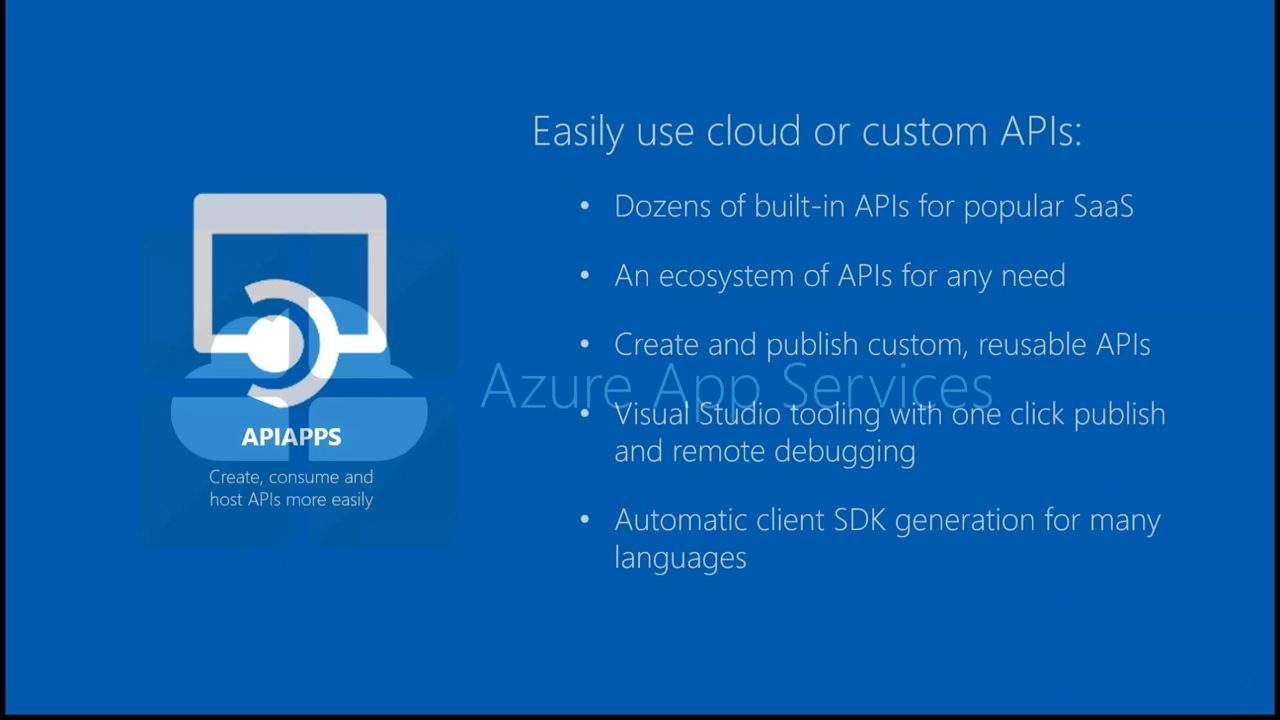 Easily use cloud or custom APIs:
• Dozens of built-in APIs for popular SaaS
• An ecosystem of APIs for any need
• Create and publish custom, reusable APIs
Azure App Services
• Visual Studio tooling with one click publish
and remote debugging
• Automatic client SDK generation for many
languages
APIAPPS
Create, consume and
host APIs more easily